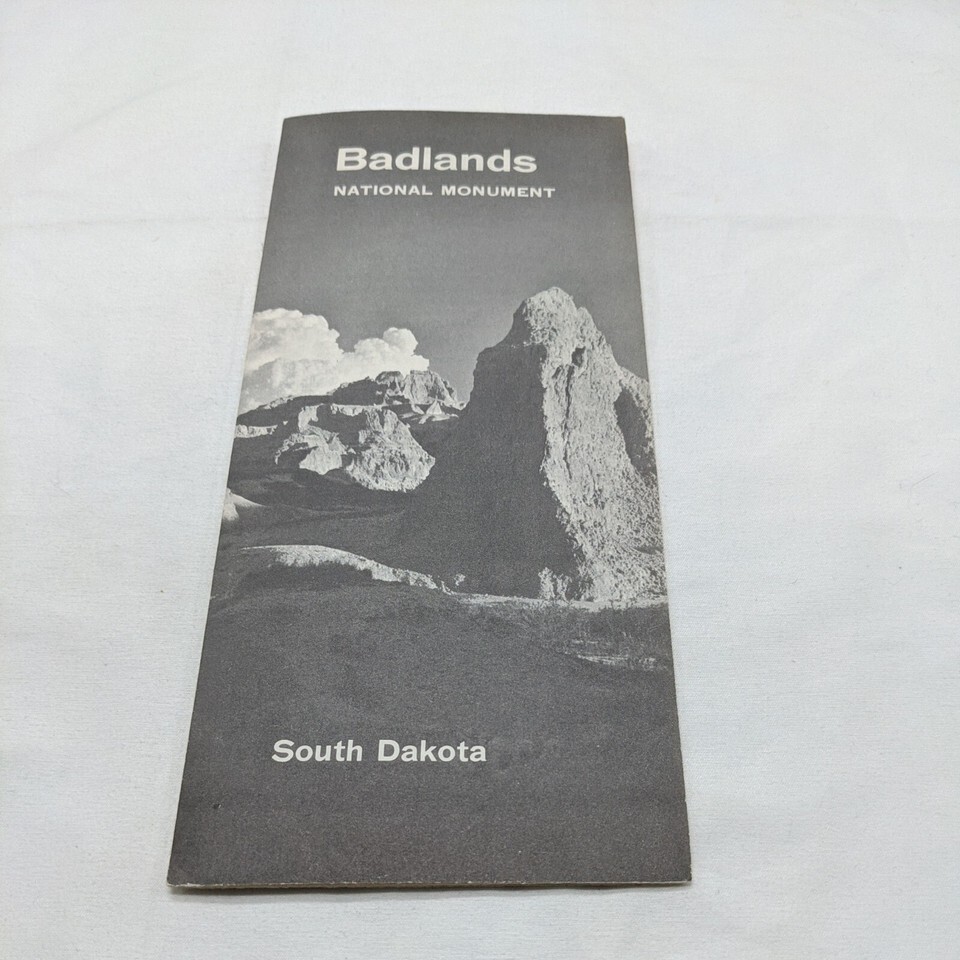 Badlands
NATIONAL MONUMENT
South Dakota